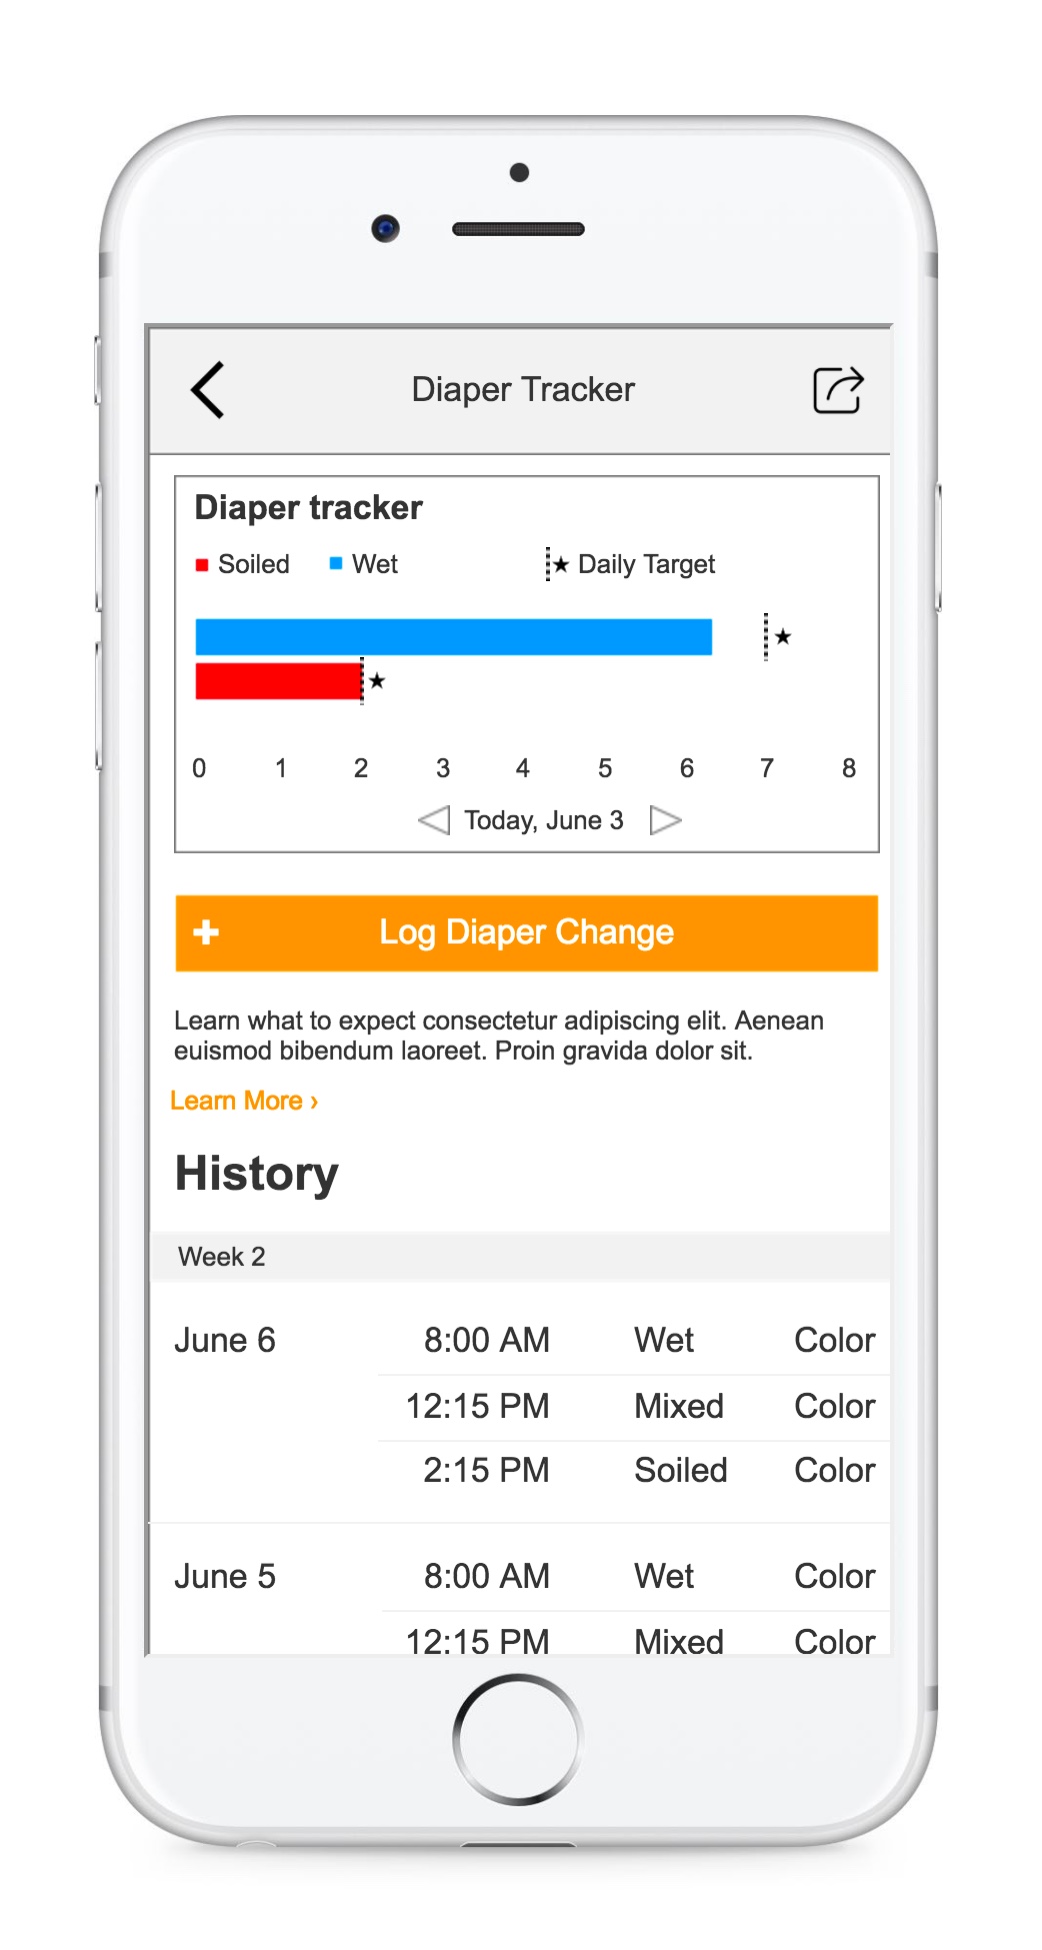 Diaper Tracker
Diaper tracker
Soiled Wet Daily Target
0 1 2 3 4 5 6 7 8
Today, June 3
Log Diaper Change
Learn what to expect consectetur adipiscing elit. Aenean
euismod bibendum laoreet. Proin gravida dolor sit.
Learn More ›
History
Week 2
June 6 8:00 AM Wet Color
12:15 PM Mixed Color
2:15 PM Soiled Color
June 5 8:00 AM Wet Color
12:15 PM Mixed Color